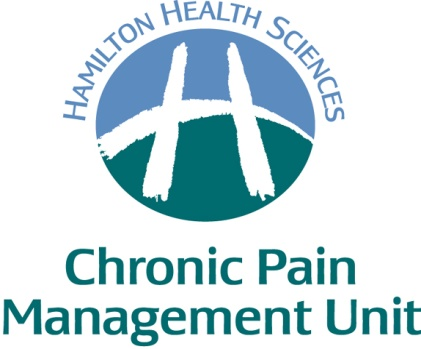 HAMILTON HEALTH SCIENCES
Chronic Pain
Management Unit